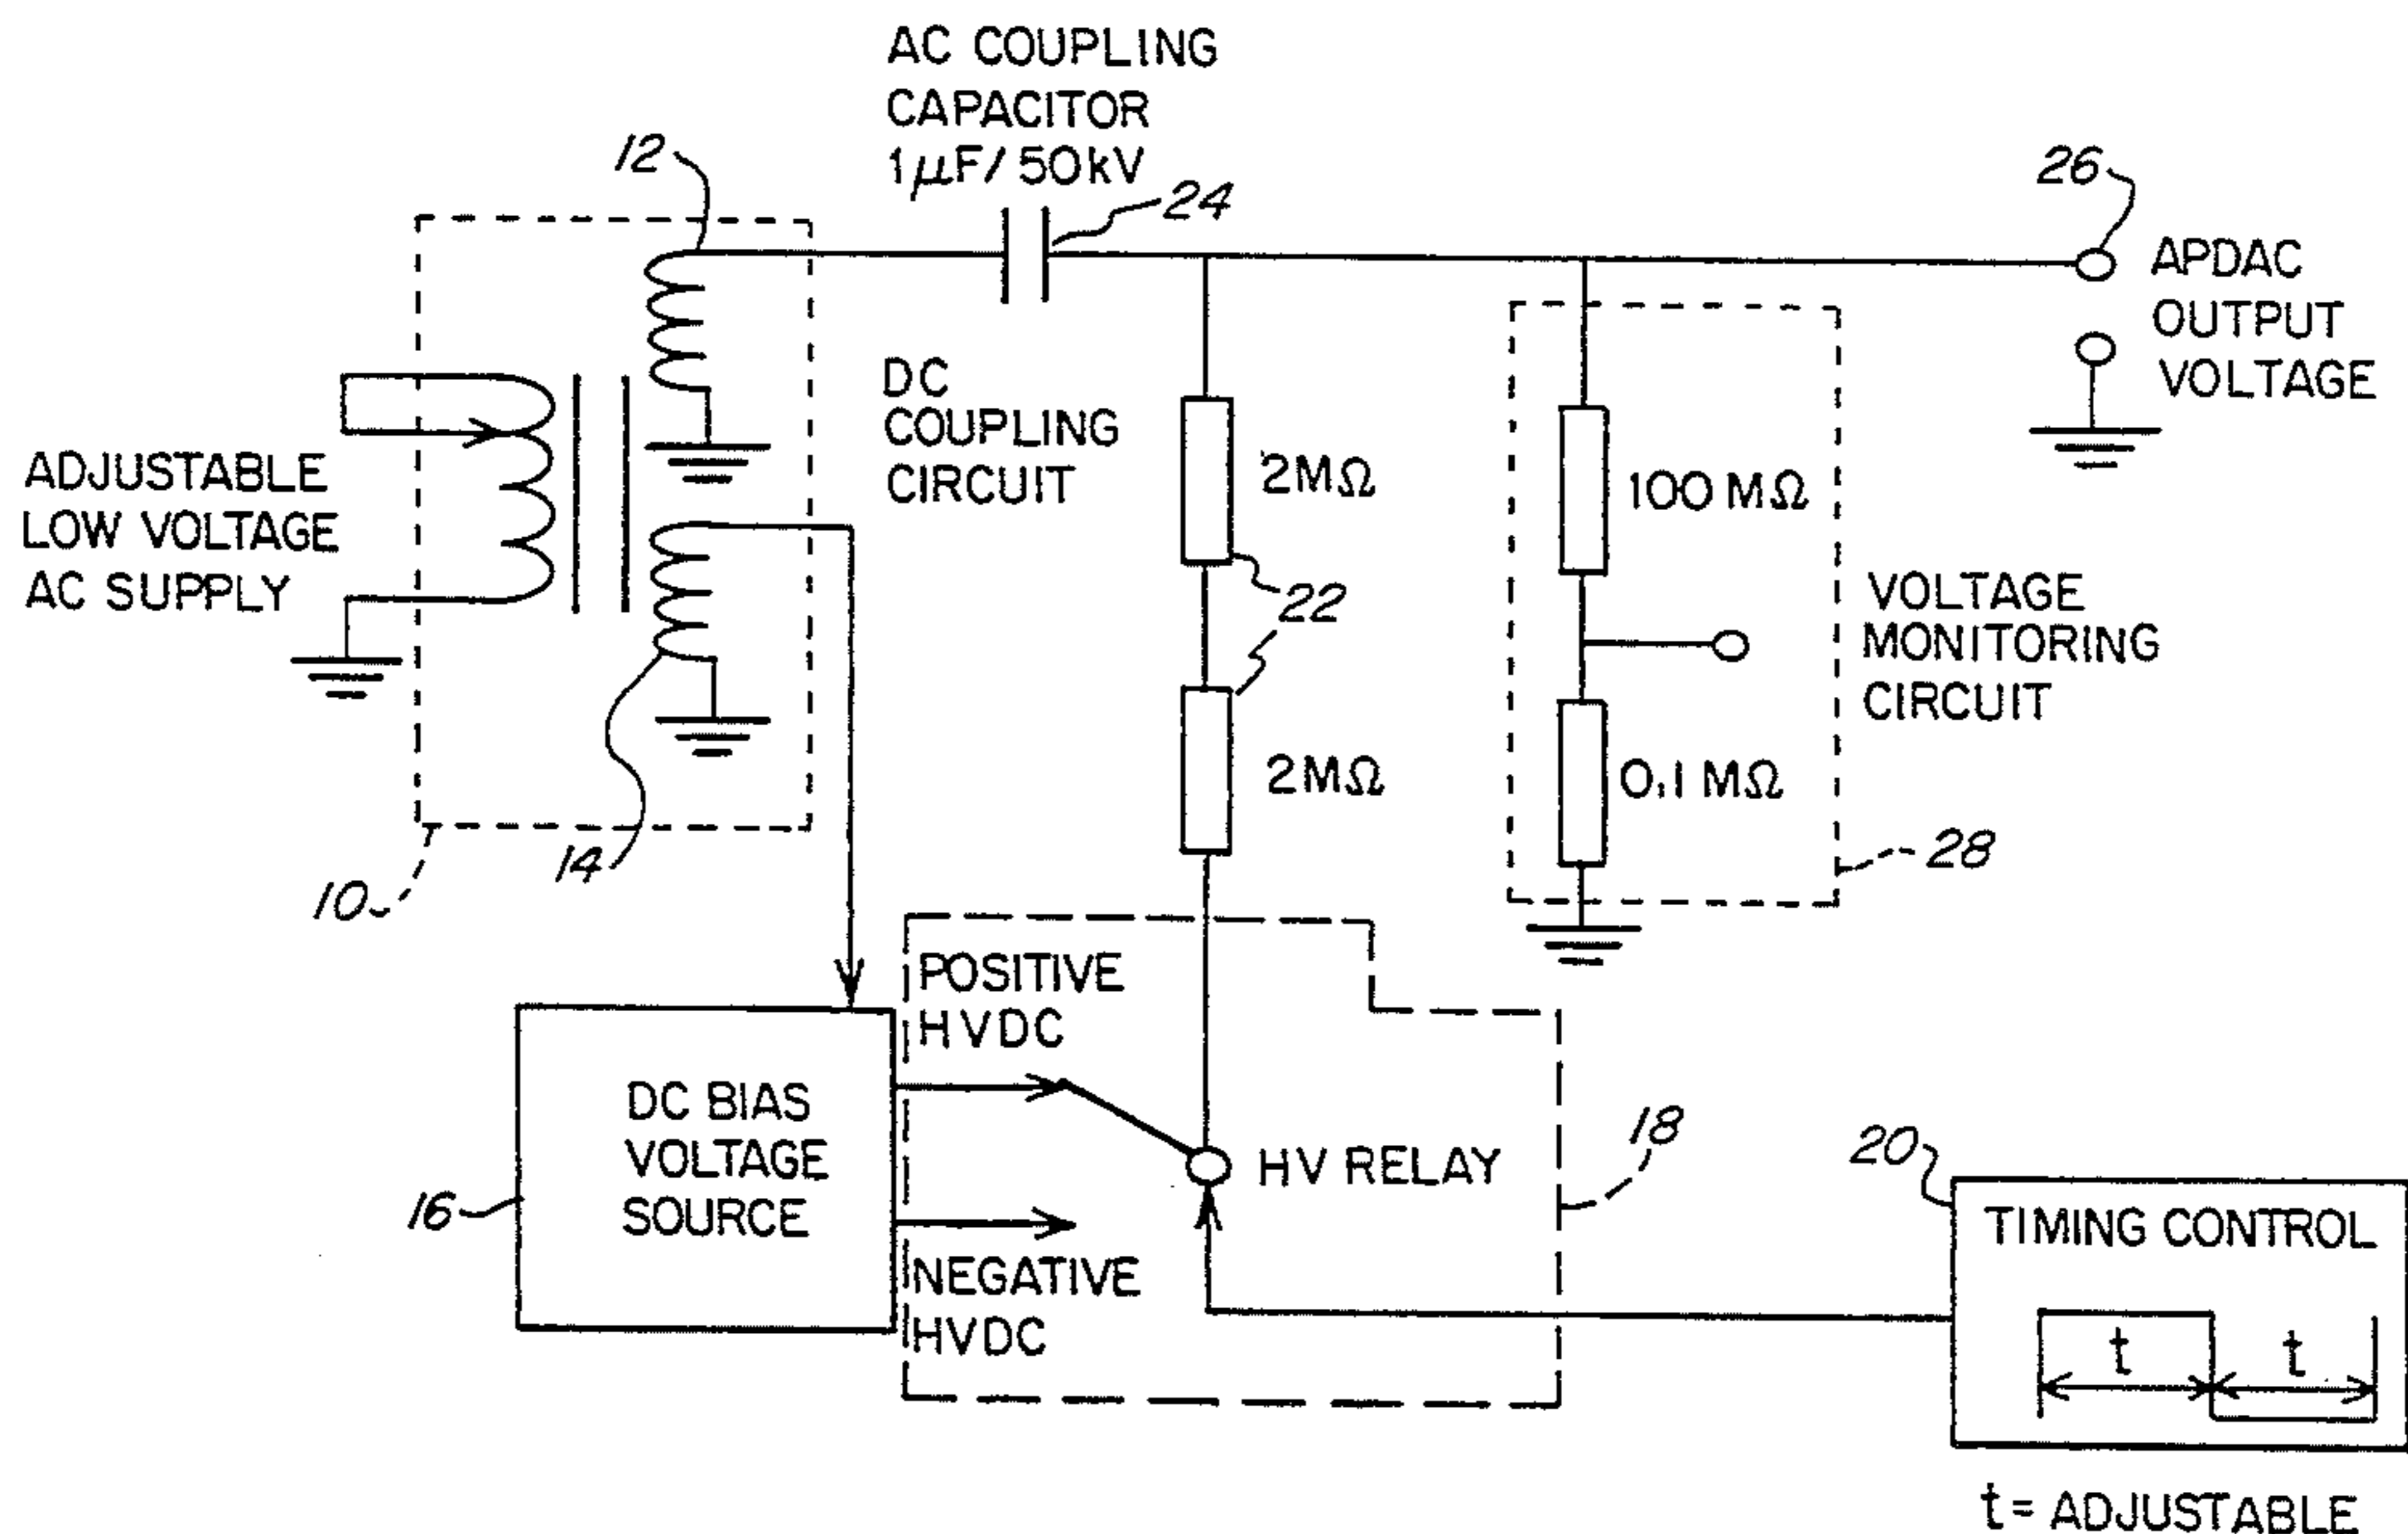 AC COUPLING
CAPACITOR
1µF/50kV
12
24
26
APDAC
OUTPUT
VOLTAGE
DC
COUPLING
CIRCUIT
ADJUSTABLE
LOW VOLTAGE
AC SUPPLY
2MΩ
100 MΩ
22
VOLTAGE
MONITORING
CIRCUIT
2MΩ
0.1 MΩ
28
14
10
POSITIVE
HVDC
DC BIAS
VOLTAGE
SOURCE
16
HV RELAY
18
20
NEGATIVE
HVDC
TIMING CONTROL
t t
t = ADJUSTABLE